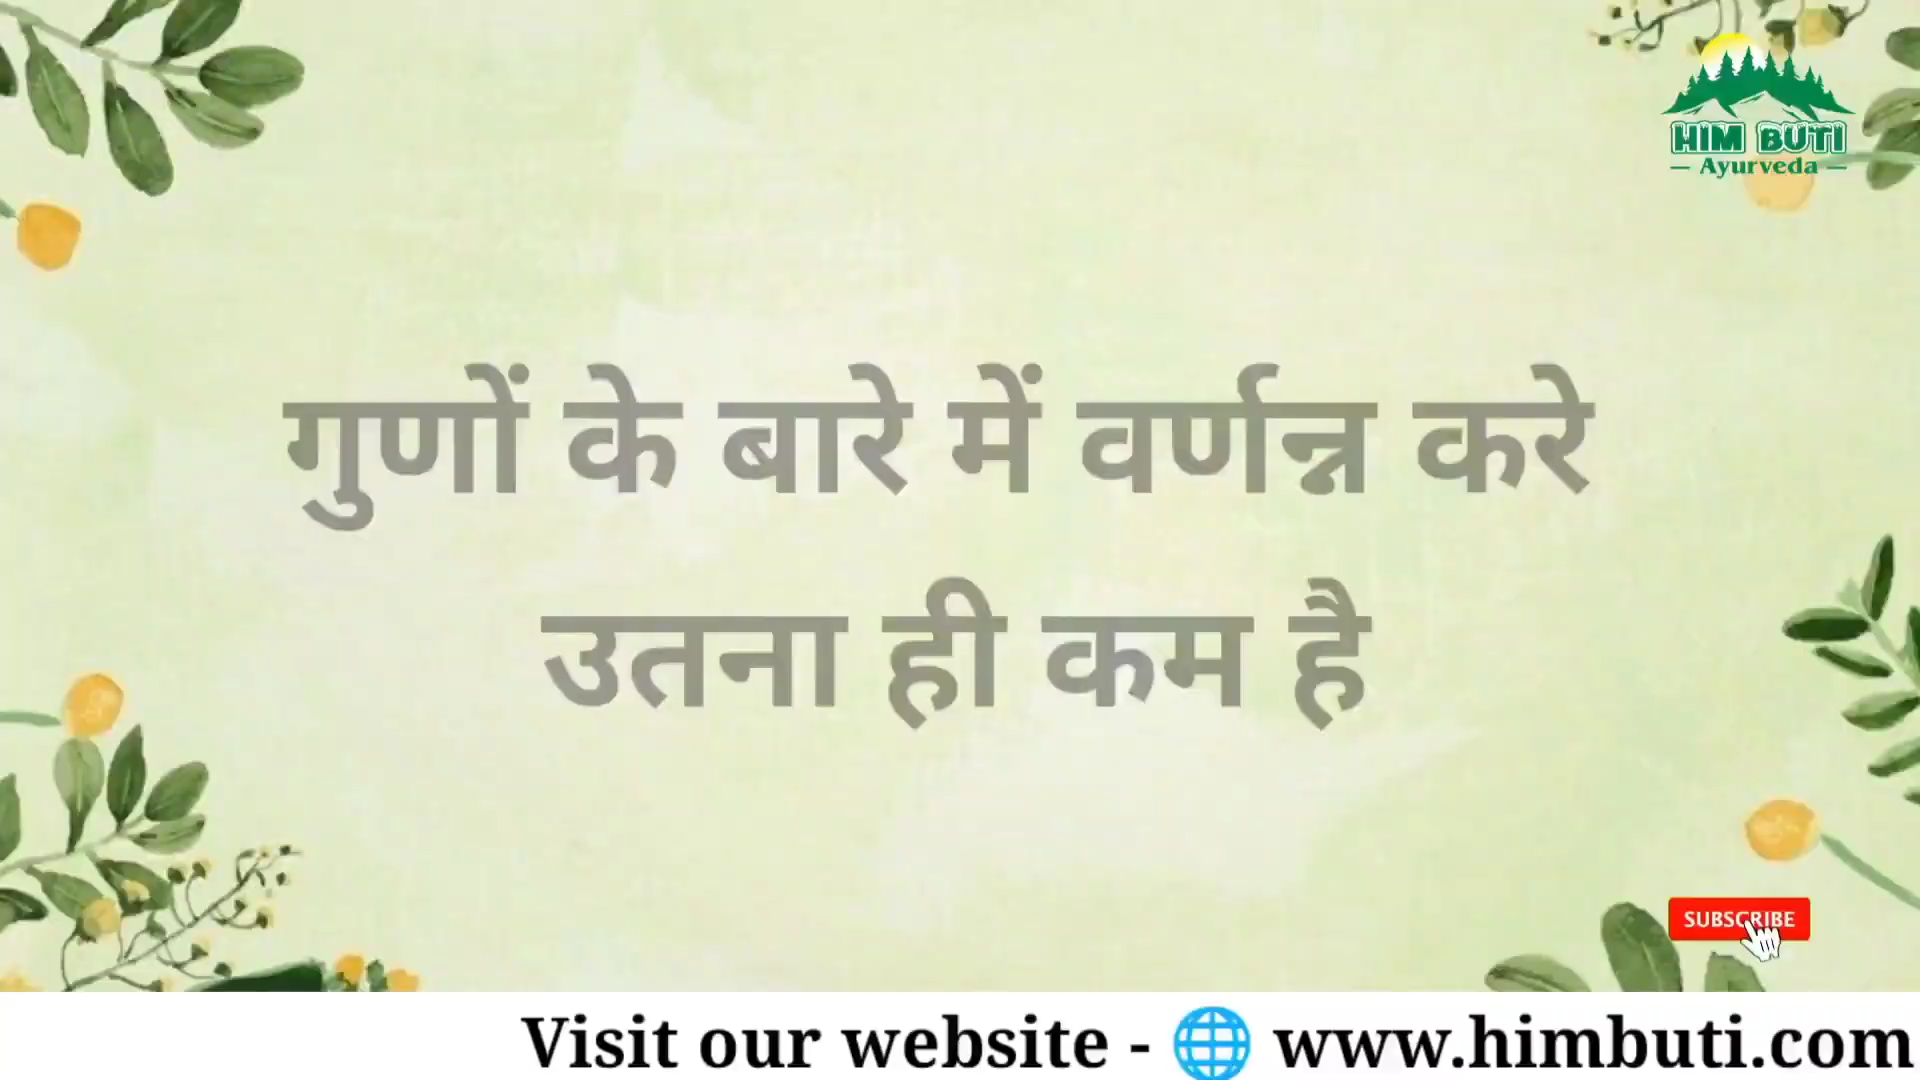 HIM BUTI
— Ayurveda —
गुणों के बारे में वर्णन्न करे
उतना ही कम है
SUBSCRIBE
Visit our website - 🌐 www.himbuti.com